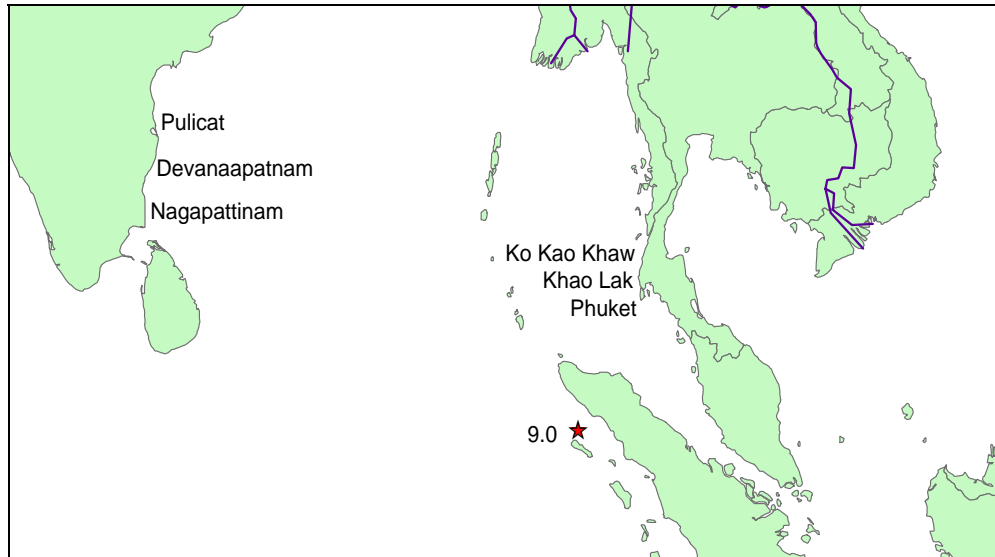 Pulicat
Devanaapatnam
Nagapattinam
Ko Kao Khaw
Khao Lak
Phuket
9.0